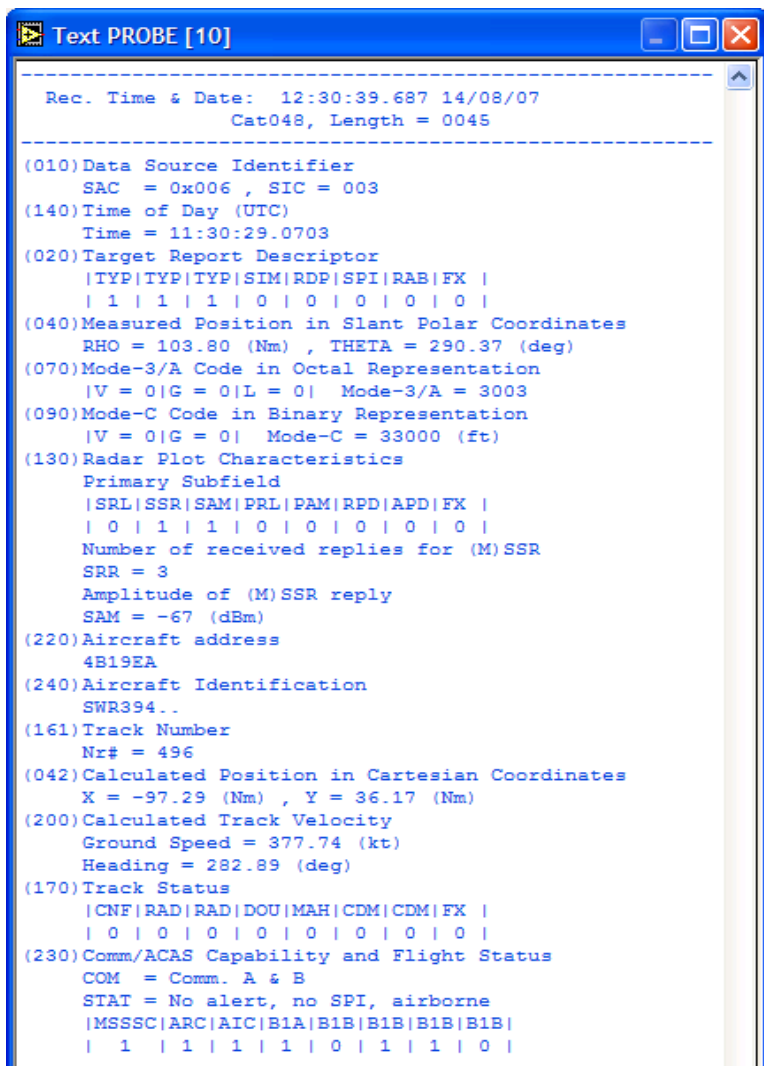 Text PROBE [10]
--------------------------------------------------------
Rec. Time & Date:  12:30:39.687 14/08/07
Cat048, Length = 0045
--------------------------------------------------------
(010)Data Source Identifier
SAC  = 0x006 , SIC = 003
(140)Time of Day (UTC)
Time = 11:30:29.0703
(020)Target Report Descriptor
|TYP|TYP|TYP|SIM|RDP|SPI|RAB|FX |
| 1 | 1 | 1 | 0 | 0 | 0 | 0 | 0 |
(040)Measured Position in Slant Polar Coordinates
RHO = 103.80 (Nm) , THETA = 290.37 (deg)
(070)Mode-3/A Code in Octal Representation
|V = 0|G = 0|L = 0|  Mode-3/A = 3003
(090)Mode-C Code in Binary Representation
|V = 0|G = 0|  Mode-C = 33000 (ft)
(130)Radar Plot Characteristics
Primary Subfield
|SRL|SSR|SAM|PRL|PAM|RPD|APD|FX |
| 0 | 1 | 1 | 0 | 0 | 0 | 0 | 0 |
Number of received replies for (M)SSR
SRR = 3
Amplitude of (M)SSR reply
SAM = -67 (dBm)
(220)Aircraft address
4B19EA
(240)Aircraft Identification
SWR394..
(161)Track Number
Nr# = 496
(042)Calculated Position in Cartesian Coordinates
X = -97.29 (Nm) , Y = 36.17 (Nm)
(200)Calculated Track Velocity
Ground Speed = 377.74 (kt)
Heading = 282.89 (deg)
(170)Track Status
|CNF|RAD|RAD|DOU|MAH|CDM|CDM|FX |
| 0 | 0 | 0 | 0 | 0 | 0 | 0 | 0 |
(230)Comm/ACAS Capability and Flight Status
COM  = Comm. A & B
STAT = No alert, no SPI, airborne
|MSSSC|ARC|AIC|B1A|B1B|B1B|B1B|B1B|
|  1  | 1 | 1 | 1 | 0 | 1 | 1 | 0 |